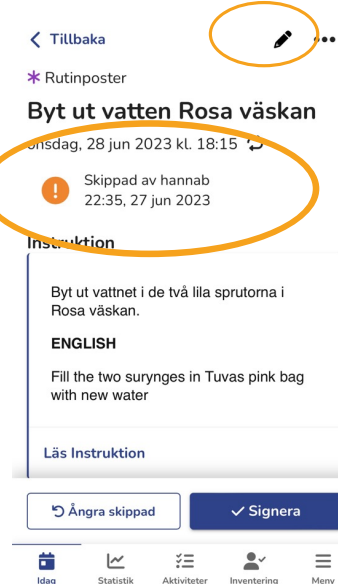 Tillbaka
Rutinposter
Byt ut vatten Rosa väskan
onsdag, 28 jun 2023 kl. 18:15
Skippad av hannab
22:35, 27 jun 2023
Instruktion
Byt ut vattnet i de två lila sprutorna i
Rosa väskan.
ENGLISH
Fill the two surynges in Tuvas pink bag
with new water
Läs Instruktion
Ångra skippad
Signera
Idag Statistik Aktiviteter Inventering Meny